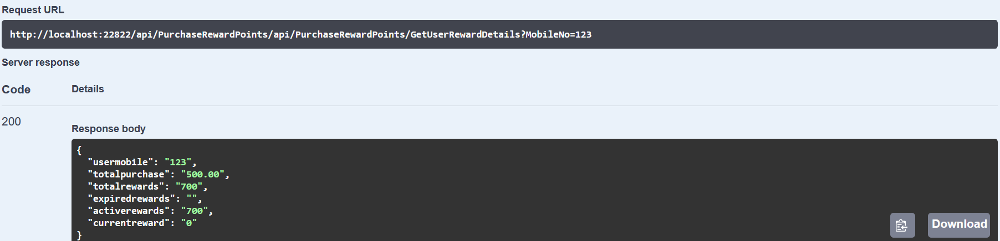 Request URL
http://localhost:22822/api/PurchaseRewardPoints/api/PurchaseRewardPoints/GetUserRewardDetails?MobileNo=123
Server response
Code Details
200
Response body
{
"usermobile": "123",
"totalpurchase": "500.00",
"totalrewards": "700",
"expiredrewards": "",
"activerewards": "700",
"currentreward": "0"
}
Download